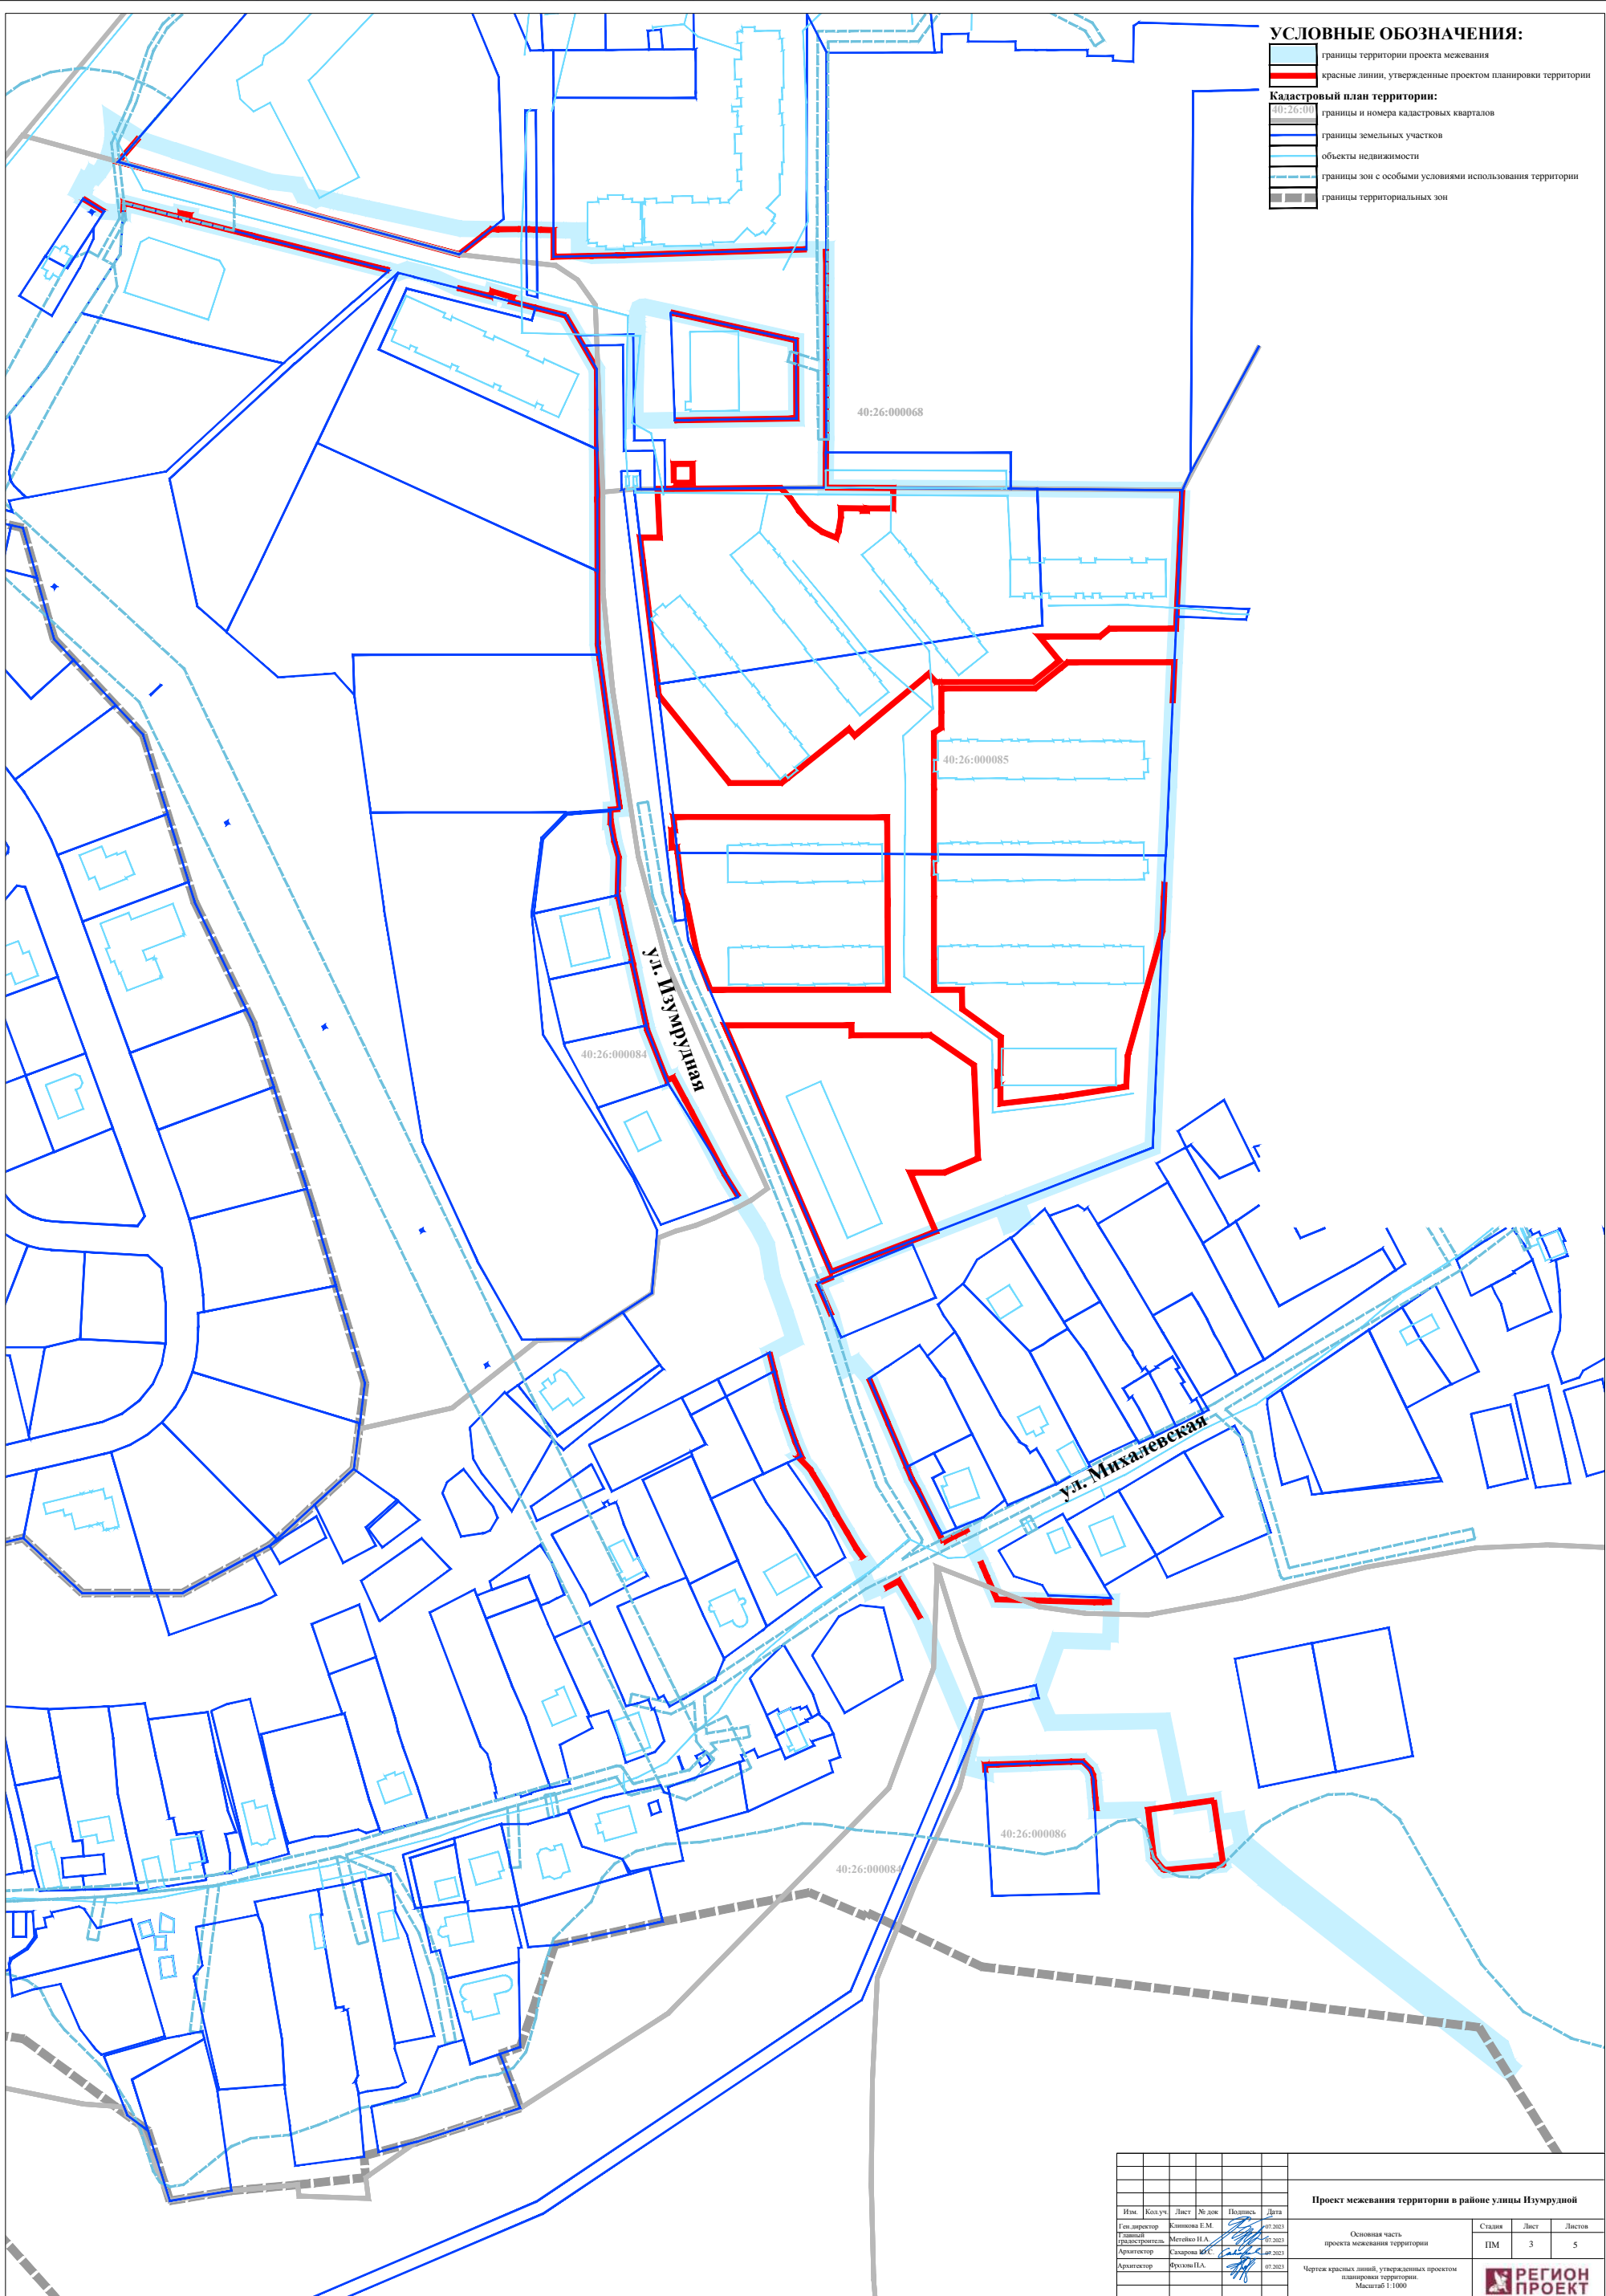 УСЛОВНЫЕ ОБОЗНАЧЕНИЯ:
границы территории проекта межевания
красные линии, утвержденные проектом планировки территории
Кадастровый план территории:
40:26:00
границы и номера кадастровых кварталов
границы земельных участков
объекты недвижимости
границы зон с особыми условиями использования территории
границы территориальных зон
40:26:000068
40:26:000085
ул. Изумрудная
40:26:000084
ул. Михалевская
40:26:000086
40:26:000084
Проект межевания территории в районе улицы Изумрудной
Изм. Кол.уч. Лист № док Подпись Дата
Ген.директор Клинкова Е.М. 07.2023
Главный градостроитель Метейко Н.А. 07.2023
Архитектор Сахарова Ю.С. 07.2023
Архитектор Фролова П.А. 07.2023
Основная часть
проекта межевания территории
Стадия Лист Листов
ПМ 3 5
Чертеж красных линий, утвержденных проектом
планировки территории.
Масштаб 1:1000
РЕГИОН
ПРОЕКТ